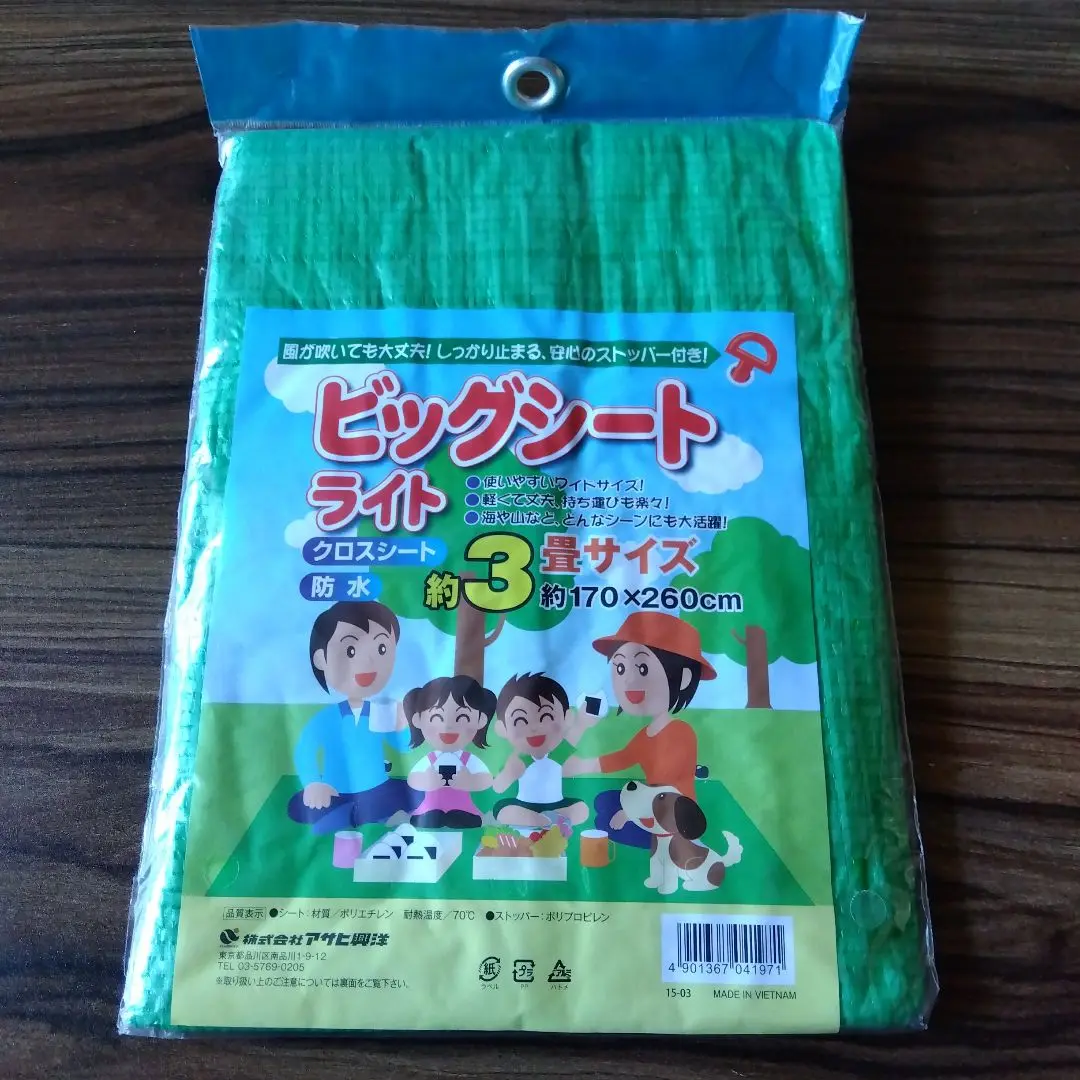 風が吹いても大丈夫!しっかり止まる、安心のストッパー付き!
ビッグシート
ライト
●使いやすいワイドサイズ!
●軽くて丈夫、持ち運びも楽々!
●海や山など、どんなシーンにも大活躍!
クロスシート
防水
約3畳サイズ
約170×260cm
品質表示 ●シート:材質/ポリエチレン 耐熱温度/70℃ ●ストッパー:ポリプロピレン
株式会社アサヒ興洋
東京都品川区南品川1-9-12
TEL 03-5769-0205
※取り扱い上のご注意については裏面をご覧下さい。
紙 プラ アルミ
ラベル PP ハトメ
4 901367 041971
15-03 MADE IN VIETNAM